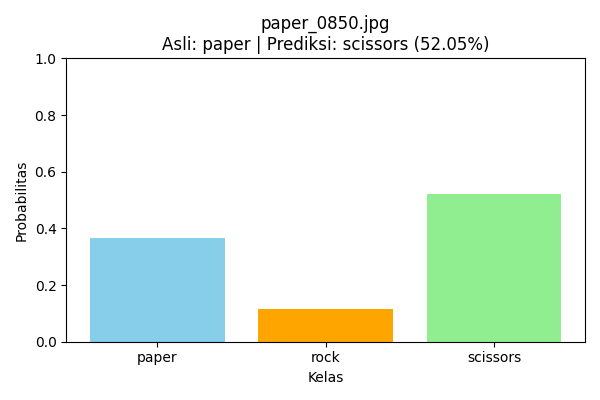 paper_0850.jpg
Asli: paper | Prediksi: scissors (52.05%)
1.0
0.8
0.6
0.4
0.2
0.0
Probabilitas
paper rock scissors
Kelas